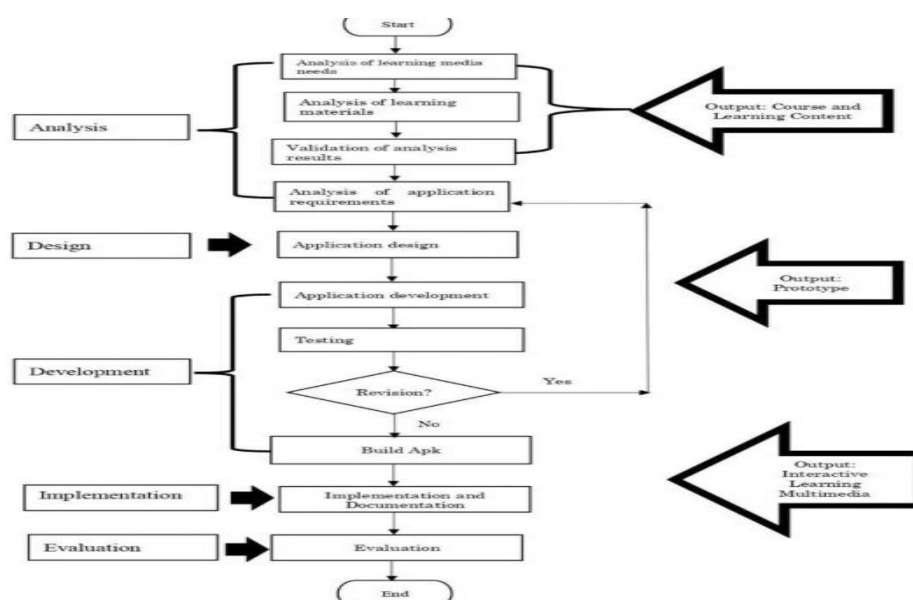 Start
Analysis of learning media
needs
Analysis of learning
materials
Validation of analysis
results
Analysis of application
requirements
Analysis
Output: Course and
Learning Content
Design
Application design
Output:
Prototype
Application development
Testing
Development
Revision?
Yes
No
Build Apk
Output:
Interactive
Learning
Multimedia
Implementation
Implementation and
Documentation
Evaluation
Evaluation
End